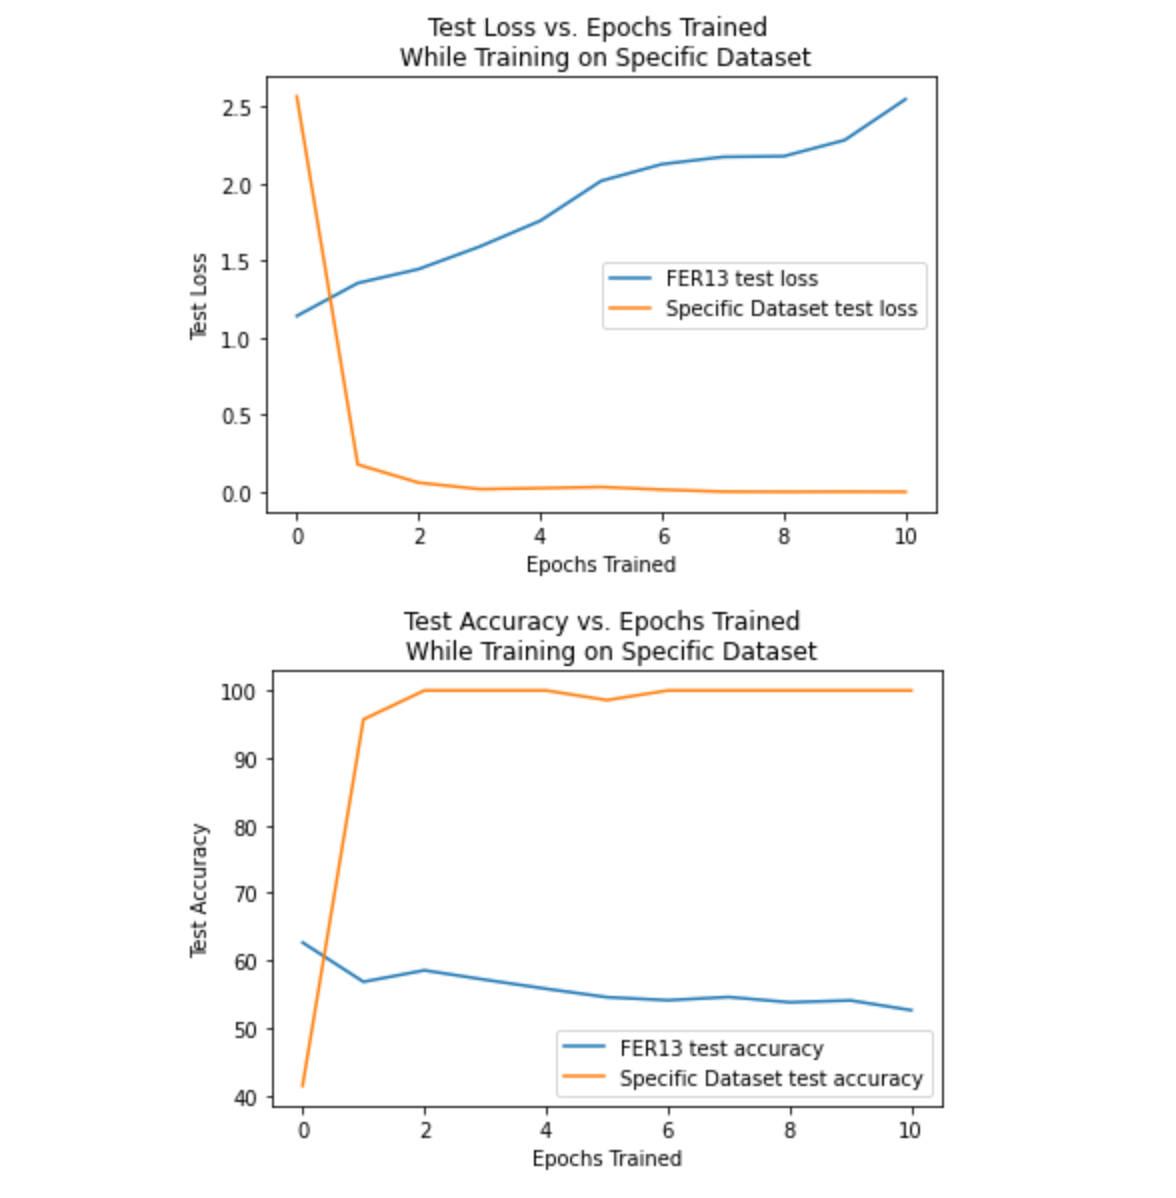 Test Loss vs. Epochs Trained
While Training on Specific Dataset
2.5
2.0
1.5
1.0
0.5
0.0
Test Loss
FER13 test loss
Specific Dataset test loss
0 2 4 6 8 10
Epochs Trained
Test Accuracy vs. Epochs Trained
While Training on Specific Dataset
100
90
80
70
60
50
40
Test Accuracy
FER13 test accuracy
Specific Dataset test accuracy
0 2 4 6 8 10
Epochs Trained